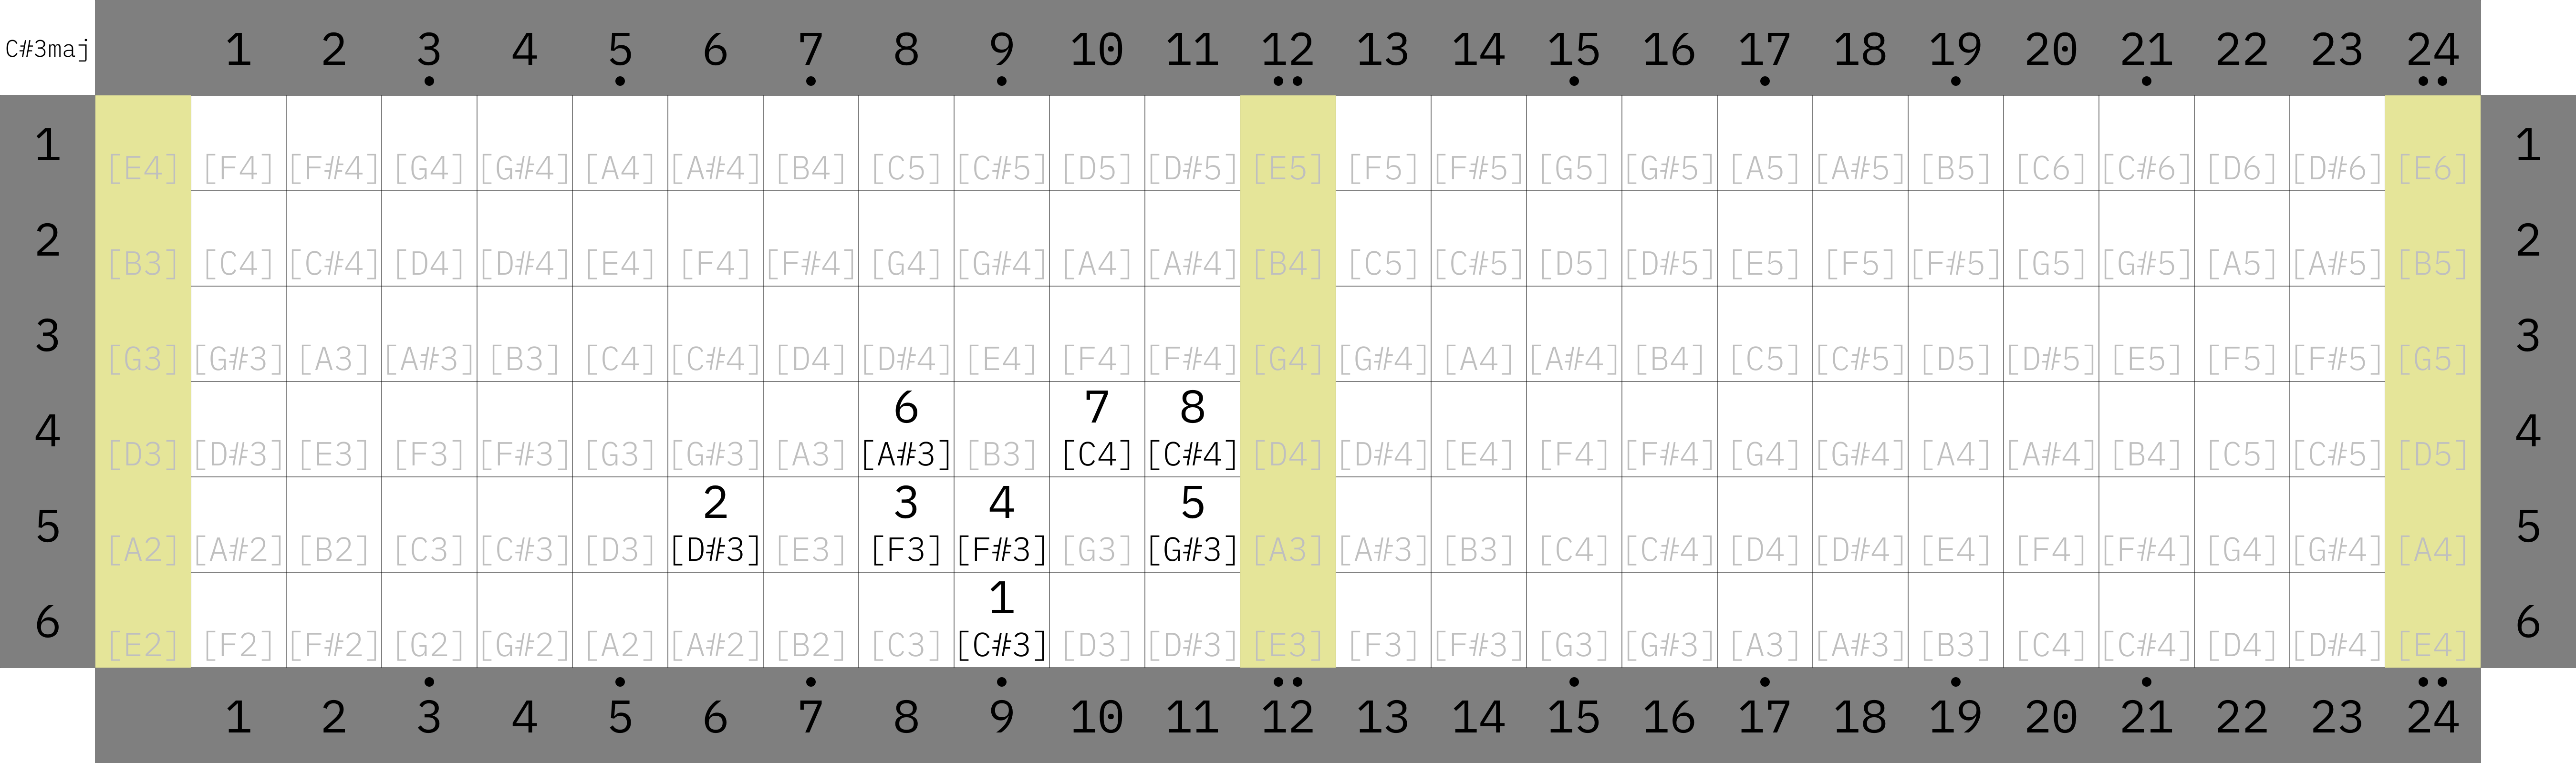 C#3maj 1 2 3 4 5 6 7 8 9 10 11 12 13 14 15 16 17 18 19 20 21 22 23 24
1 [E4] [F4] [F#4] [G4] [G#4] [A4] [A#4] [B4] [C5] [C#5] [D5] [D#5] [E5] [F5] [F#5] [G5] [G#5] [A5] [A#5] [B5] [C6] [C#6] [D6] [D#6] [E6] 1
2 [B3] [C4] [C#4] [D4] [D#4] [E4] [F4] [F#4] [G4] [G#4] [A4] [A#4] [B4] [C5] [C#5] [D5] [D#5] [E5] [F5] [F#5] [G5] [G#5] [A5] [A#5] [B5] 2
3 [G3] [G#3] [A3] [A#3] [B3] [C4] [C#4] [D4] [D#4] [E4] [F4] [F#4] [G4] [G#4] [A4] [A#4] [B4] [C5] [C#5] [D5] [D#5] [E5] [F5] [F#5] [G5] 3
6 7 8
4 [D3] [D#3] [E3] [F3] [F#3] [G3] [G#3] [A3] [A#3] [B3] [C4] [C#4] [D4] [D#4] [E4] [F4] [F#4] [G4] [G#4] [A4] [A#4] [B4] [C5] [C#5] [D5] 4
2 3 4 5
5 [A2] [A#2] [B2] [C3] [C#3] [D3] [D#3] [E3] [F3] [F#3] [G3] [G#3] [A3] [A#3] [B3] [C4] [C#4] [D4] [D#4] [E4] [F4] [F#4] [G4] [G#4] [A4] 5
1
6 [E2] [F2] [F#2] [G2] [G#2] [A2] [A#2] [B2] [C3] [C#3] [D3] [D#3] [E3] [F3] [F#3] [G3] [G#3] [A3] [A#3] [B3] [C4] [C#4] [D4] [D#4] [E4] 6
1 2 3 4 5 6 7 8 9 10 11 12 13 14 15 16 17 18 19 20 21 22 23 24